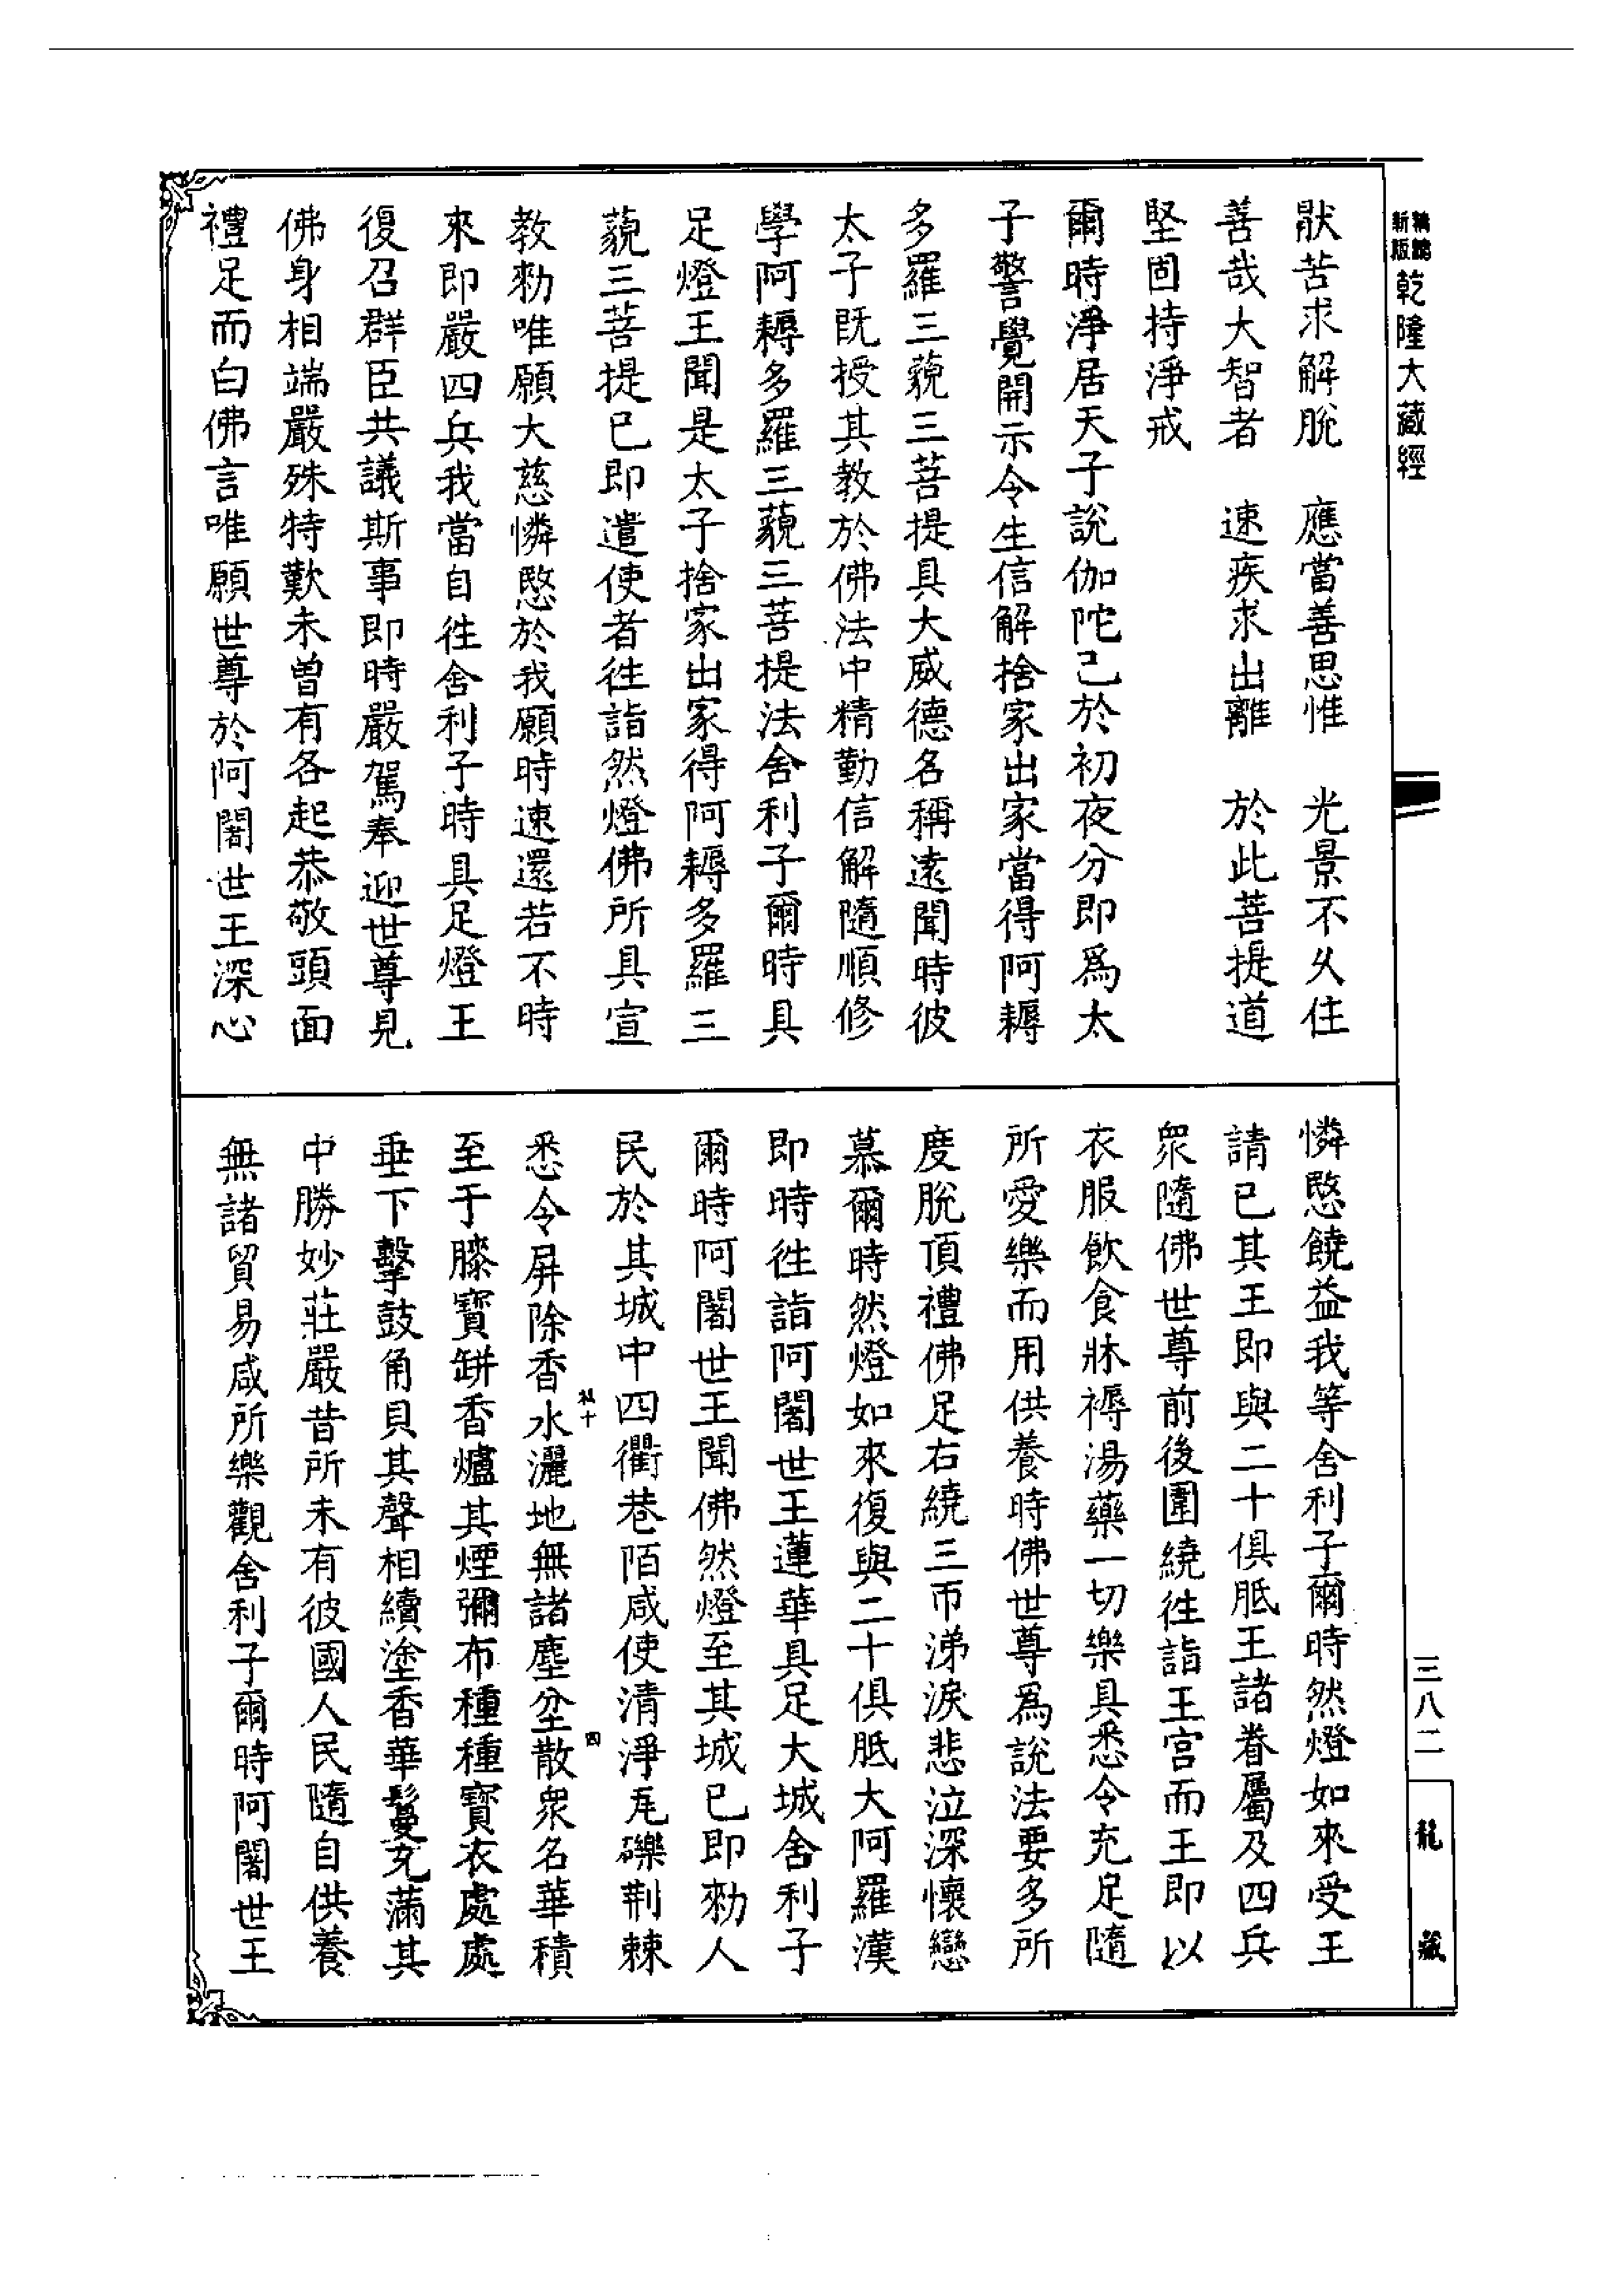 新版
乾隆大藏經
猒苦求解脫　應當善思惟　光景不久住
善哉大智者　速疾求出離　於此菩提道
堅固持淨戒
爾時淨居天子說伽陀已於初夜分即爲太
子警覺開示令生信解捨家出家當得阿耨
多羅三藐三菩提具大威德名稱遠聞時彼
太子既授其教於佛法中精勤信解隨順修
學阿耨多羅三藐三菩提法舍利子爾時具
足燈王聞是太子捨家出家得阿耨多羅三
藐三菩提已即遣使者往詣然燈佛所具宣
教勑唯願大慈憐愍於我願時速還若不時
來即嚴四兵我當自往舍利子時具足燈王
復召群臣共議斯事即時嚴駕奉迎世尊見
佛身相端嚴殊特歎未曾有各起恭敬頭面
禮足而白佛言唯願世尊於阿闍世王深心
憐愍饒益我等舍利子爾時然燈如來受王
請已其王即與二十俱胝王諸眷屬及四兵
衆隨佛世尊前後圍繞往詣王宮而王即以
衣服飲食牀褥湯藥一切樂具悉令充足隨
所愛樂而用供養時佛世尊爲說法要多所
度脫頂禮佛足右繞三帀涕淚悲泣深懷戀
慕爾時然燈如來復與二十俱胝大阿羅漢
即時往詣阿闍世王蓮華具足大城舍利子
爾時阿闍世王聞佛然燈至其城已即勑人
民於其城中四衢巷陌咸使清淨瓦礫荆棘
悉令屏除香水灑地無諸塵坌散衆名華積
至于膝寶缾香爐其煙彌布種種寶衣處處
垂下擊鼓角貝其聲相續塗香華鬘充滿其
中勝妙莊嚴昔所未有彼國人民隨自供養
無諸貿易咸所樂觀舍利子爾時阿闍世王
十
四
三八二
龍藏